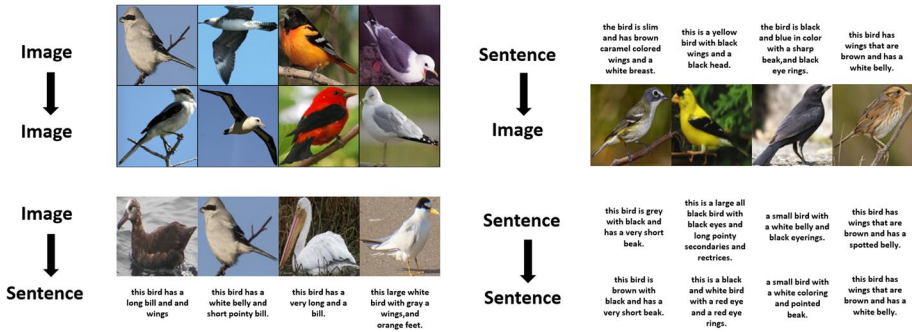 Image
Image
Sentence
Image
the bird is slim
and has brown
caramel colored
wings and a
white breast.
this is a yellow
bird with black
wings and a
black head.
the bird is black
and blue in color
with a sharp
beak,and black
eye rings.
this bird has
wings that are
brown and has a
white belly.
Image
Sentence
this bird has a
long bill and and
wings
this bird has a
white belly and
short pointy bill.
this bird has a
very long and a
bill.
this large white
bird with gray a
wings,and
orange feet.
Sentence
Sentence
this bird is grey
with black and
has a very short
beak.
this is a large all
black bird with
black eyes and
long pointy
secondaries and
rectrices.
a small bird with
a white belly and
black eyerings.
this bird has
wings that are
brown and has a
spotted belly.
this bird is
brown with
black and has a
very short beak.
this is a black
and white bird
with a red eye
and a red eye
rings.
a small bird with
a white coloring
and pointed
beak.
this bird has
wings that are
brown and has a
white belly.